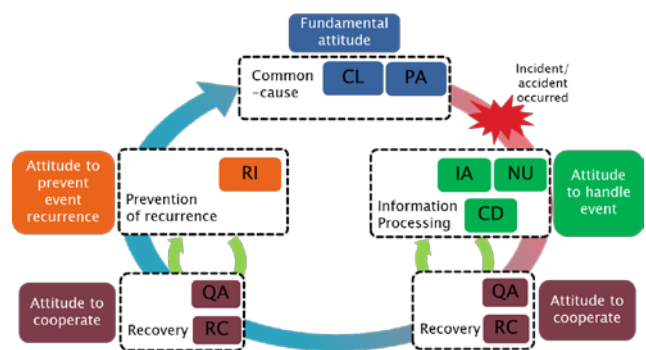 Fundamental
attitude
Common
-cause
CL
PA
Incident/
accident
occurred
Attitude to
prevent
event
recurrence
RI
Prevention
of recurrence
IA
NU
Information
Processing
CD
Attitude
to handle
event
Attitude to
cooperate
QA
Recovery
RC
QA
Recovery
RC
Attitude to
cooperate